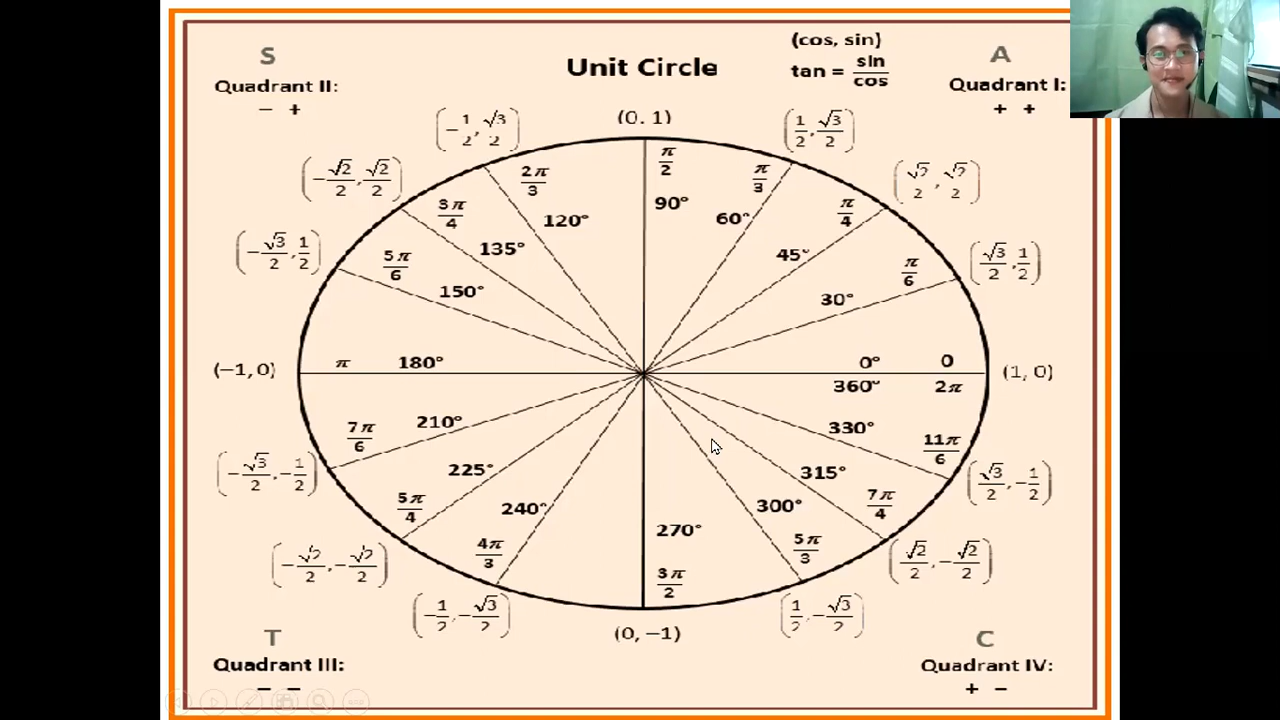 S
Quadrant II:
− +
Unit Circle
(cos, sin)
tan = sin/cos
A
Quadrant I:
+ +
(−1/2, √3/2)
(0, 1)
(1/2, √3/2)
(−√2/2, √2/2)
2π/3
π/2
π/3
(√2/2, √2/2)
3π/4
120°
90°
60°
π/4
(−√3/2, 1/2)
5π/6
135°
45°
π/6
(√3/2, 1/2)
150°
30°
(−1, 0)
π
180°
0°
0
(1, 0)
360°
2π
7π/6
210°
330°
11π/6
(−√3/2, −1/2)
225°
315°
(√3/2, −1/2)
5π/4
240°
300°
7π/4
270°
(−√2/2, −√2/2)
4π/3
5π/3
(√2/2, −√2/2)
3π/2
(−1/2, −√3/2)
(0, −1)
(1/2, −√3/2)
T
Quadrant III:
− −
C
Quadrant IV:
+ −